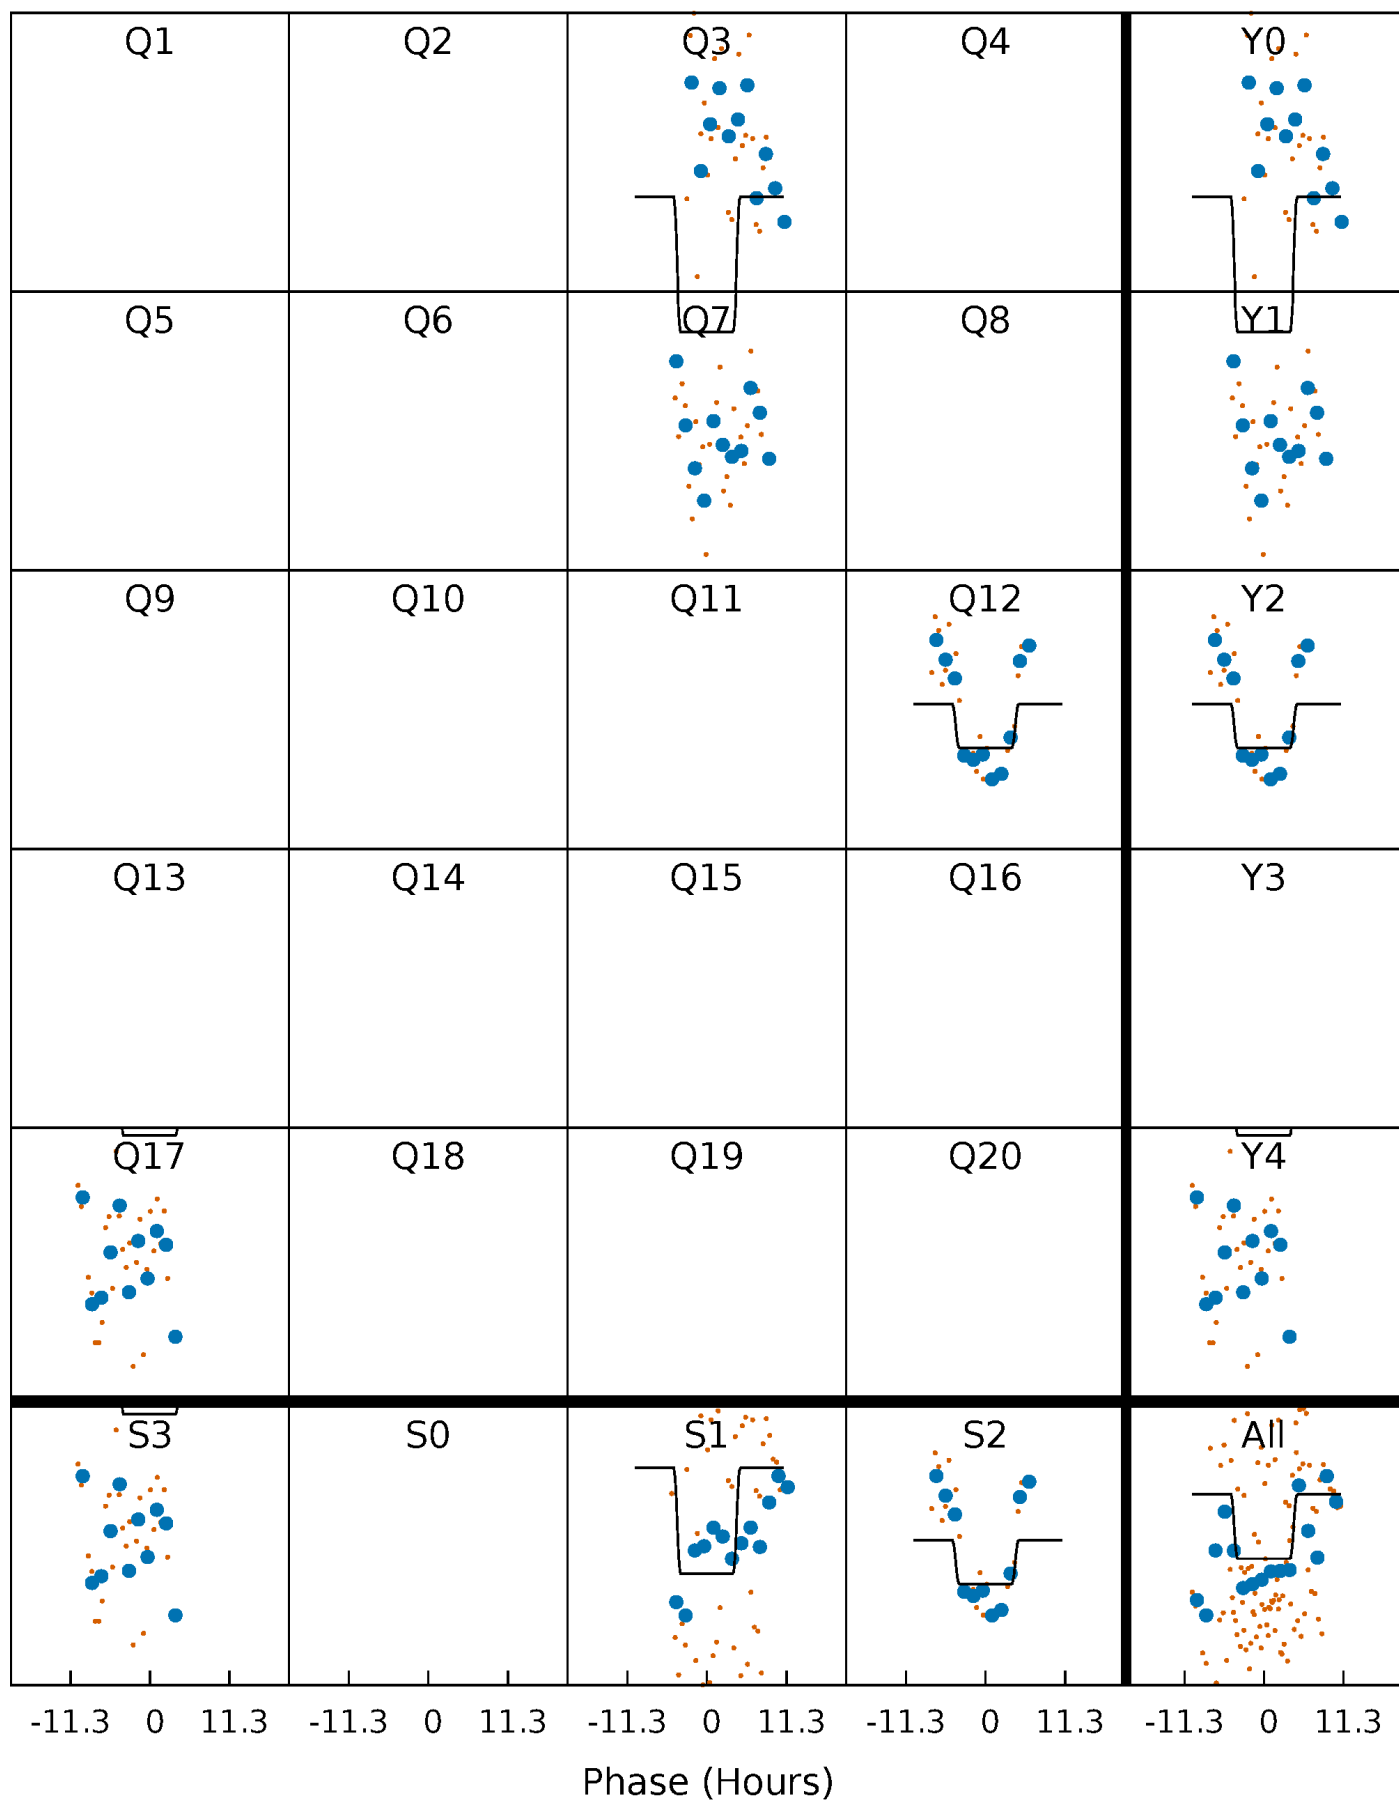 Q1 Q2 Q3 Q4 Y0
Q5 Q6 Q7 Q8 Y1
Q9 Q10 Q11 Q12 Y2
Q13 Q14 Q15 Q16 Y3
Q17 Q18 Q19 Q20 Y4
S3 S0 S1 S2 All
-11.3 0 11.3 -11.3 0 11.3 -11.3 0 11.3 -11.3 0 11.3 -11.3 0 11.3
Phase (Hours)